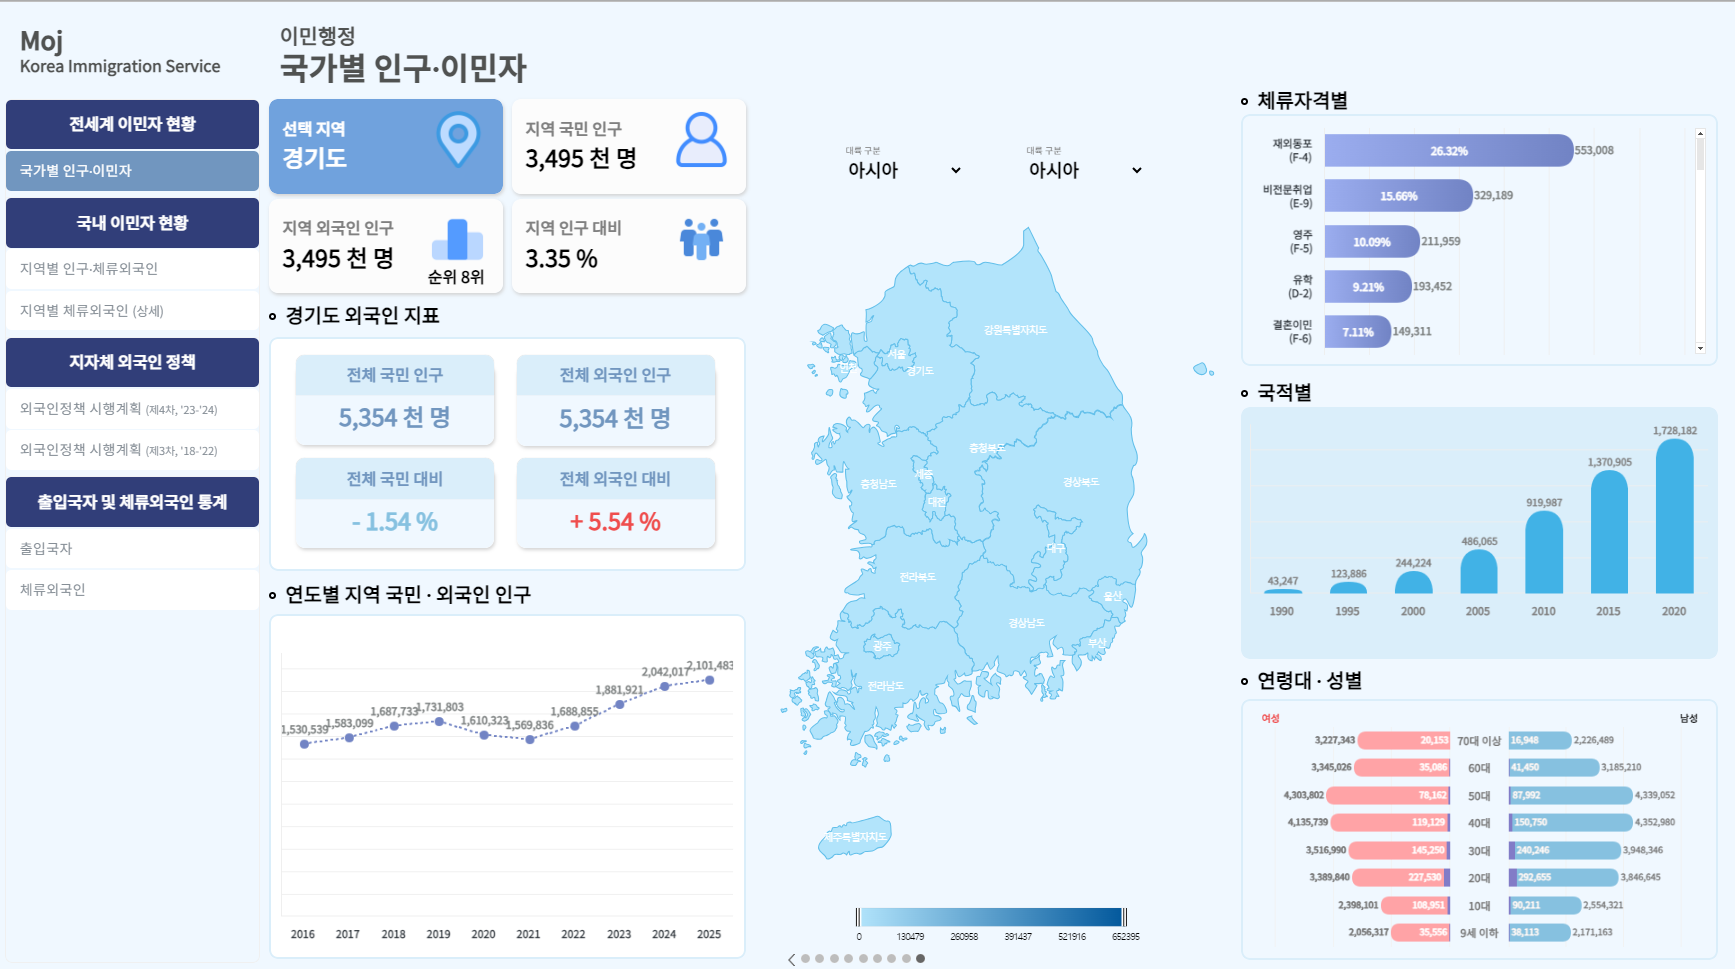 Moj
Korea Immigration Service
이민행정
국가별 인구·이민자
전세계 이민자 현황
국가별 인구·이민자
국내 이민자 현황
지역별 인구·체류외국인
지역별 체류외국인 (상세)
지자체 외국인 정책
외국인정책 시행계획 (제4차, '23-'24)
외국인정책 시행계획 (제3차, '18-'22)
출입국자 및 체류외국인 통계
출입국자
체류외국인
선택 지역
경기도
지역 국민 인구
3,495 천 명
지역 외국인 인구
3,495 천 명
순위 8위
지역 인구 대비
3.35 %
경기도 외국인 지표
전체 국민 인구
5,354 천 명
전체 외국인 인구
5,354 천 명
전체 국민 대비
- 1.54 %
전체 외국인 대비
+ 5.54 %
연도별 지역 국민 · 외국인 인구
1,530,539
1,583,099
1,687,733
1,731,803
1,610,323
1,569,836
1,688,855
1,881,921
2,042,017
2,101,483
2016 2017 2018 2019 2020 2021 2022 2023 2024 2025
대륙 구분
아시아
대륙 구분
아시아
강원특별자치도
서울
인천
경기도
충청북도
세종
충청남도
경상북도
대전
대구
전라북도
울산
경상남도
부산
광주
전라남도
제주특별자치도
0 130479 260958 391437 521916 652395
체류자격별
재외동포
(F-4)
26.32%
553,008
비전문취업
(E-9)
15.66%
329,189
영주
(F-5)
10.09%
211,959
유학
(D-2)
9.21%
193,452
결혼이민
(F-6)
7.11%
149,311
국적별
43,247
123,886
244,224
486,065
919,987
1,370,905
1,728,182
1990 1995 2000 2005 2010 2015 2020
연령대 · 성별
여성 남성
3,227,343 20,153 70대 이상 16,948 2,226,489
3,345,026 35,086 60대 41,450 3,185,210
4,303,802 78,162 50대 87,992 4,339,052
4,135,739 119,129 40대 150,750 4,352,980
3,516,990 145,250 30대 240,246 3,948,346
3,389,840 227,530 20대 292,655 3,846,645
2,398,101 108,951 10대 90,211 2,554,321
2,056,317 35,556 9세 이하 38,113 2,171,163